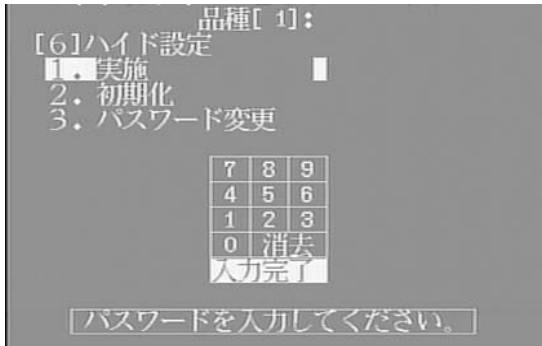 品種[ 1]:
[6]ハイド設定
1. 実施
2. 初期化
3. パスワード変更
7 8 9
4 5 6
1 2 3
0 消去
入力完了
パスワードを入力してください。